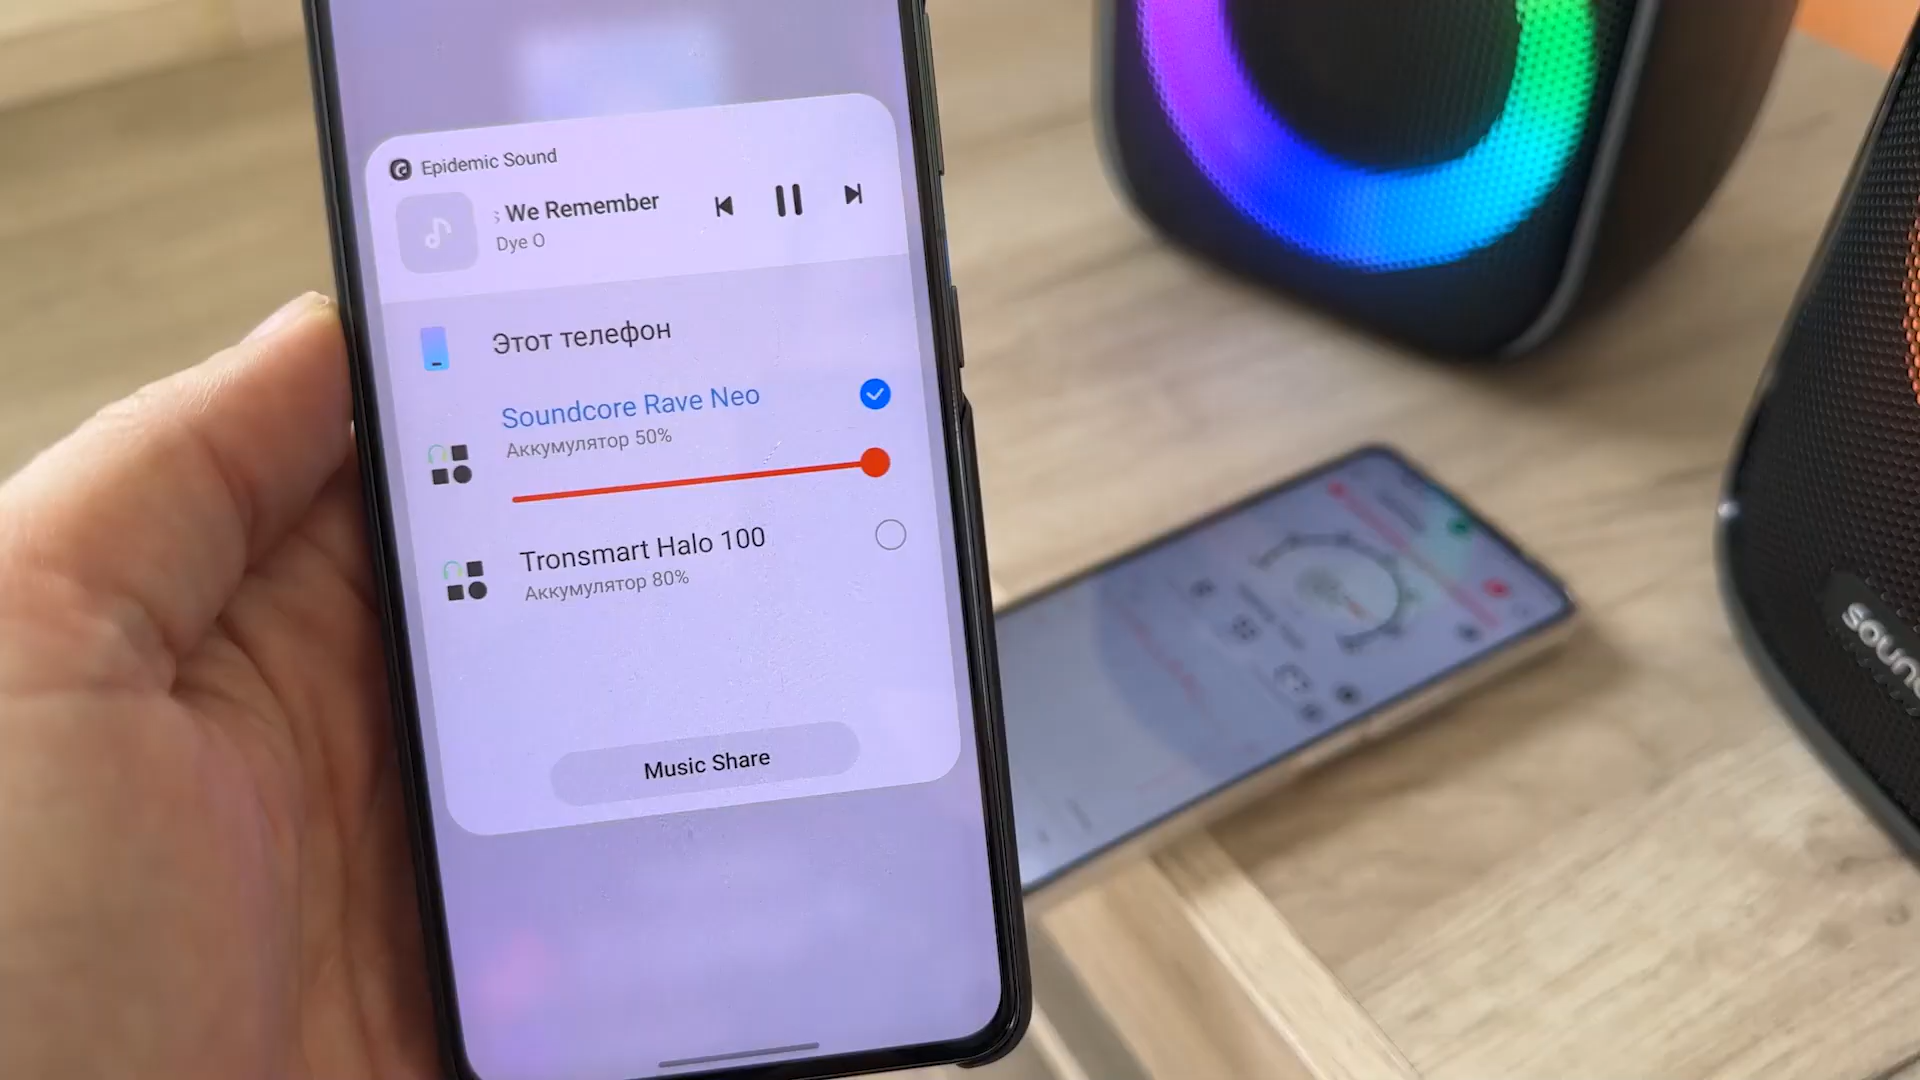 Epidemic Sound
s We Remember
Dye O
Этот телефон
Soundcore Rave Neo
Аккумулятор 50%
Tronsmart Halo 100
Аккумулятор 80%
Music Share
soun